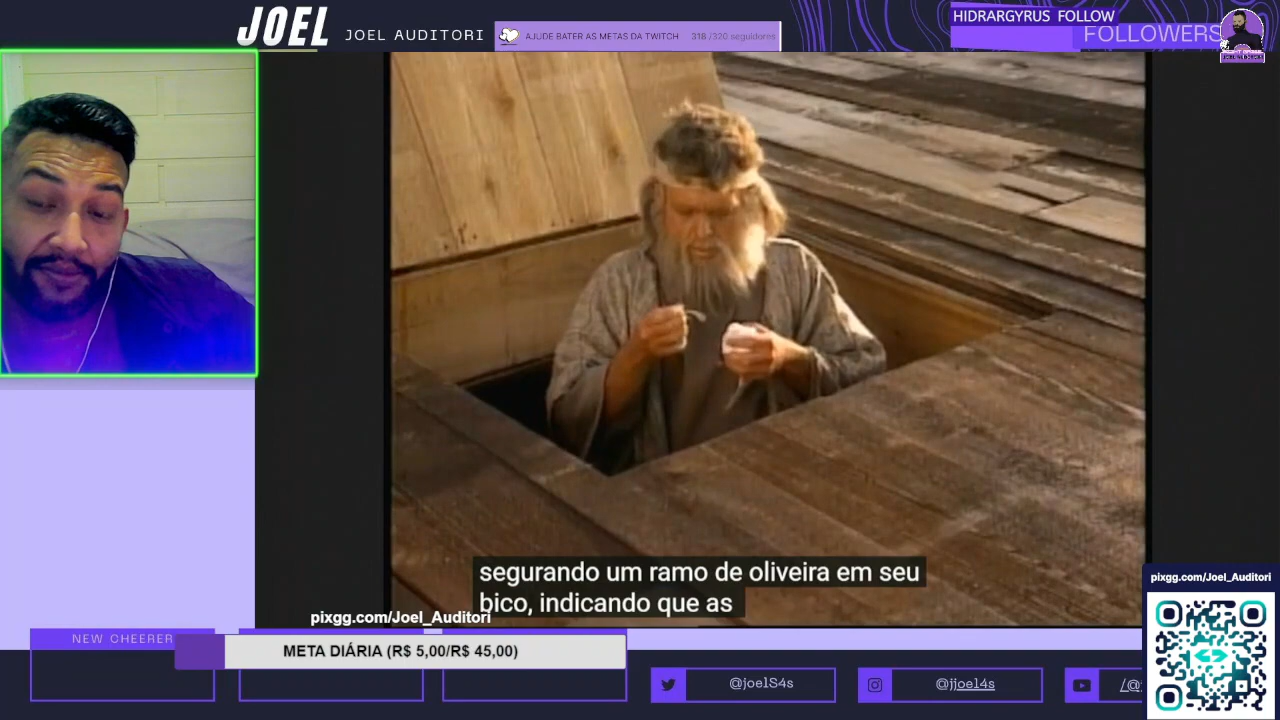 JOEL
JOEL AUDITORI
AJUDE BATER AS METAS DA TWITCH 318 /320 seguidores
HIDRARGYRUS FOLLOW
FOLLOWERS
segurando um ramo de oliveira em seu
bico, indicando que as
pixgg.com/Joel_Auditori
pixgg.com/Joel_Auditori
NEW CHEERER
META DIÁRIA (R$ 5,00/R$ 45,00)
@joelS4s
@jjoel4s
/@